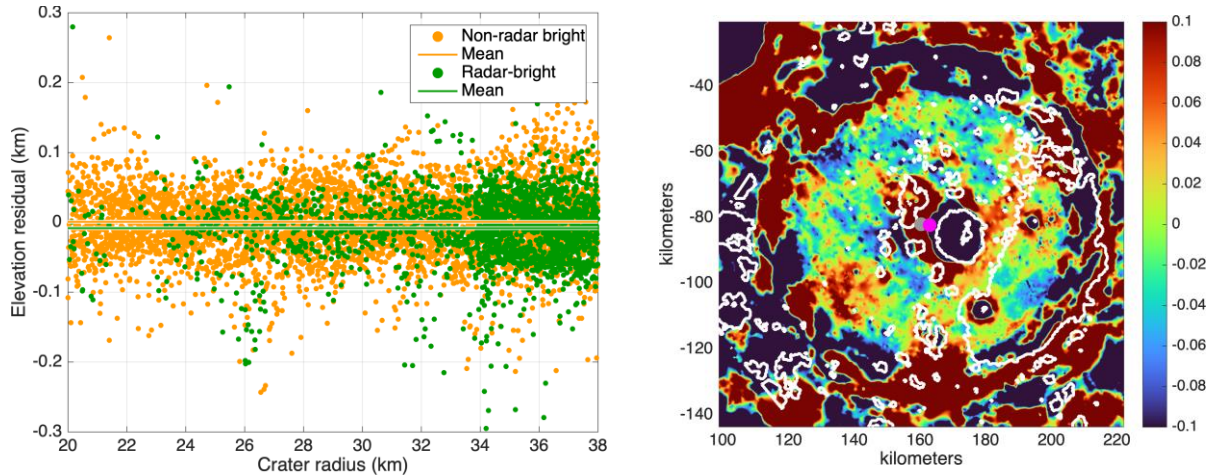 0.3
0.2
0.1
0
-0.1
-0.2
-0.3
Elevation residual (km)
Non-radar bright
Mean
Radar-bright
Mean
20 22 24 26 28 30 32 34 36 38
Crater radius (km)
-40
-60
-80
-100
-120
-140
kilometers
100 120 140 160 180 200 220
kilometers
0.1
0.08
0.06
0.04
0.02
0
-0.02
-0.04
-0.06
-0.08
-0.1